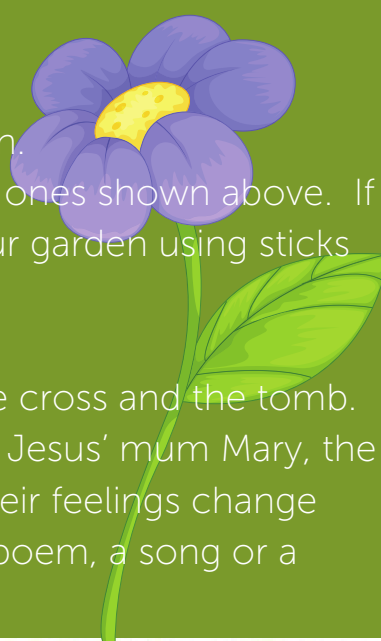 n.
ones shown above. If
ur garden using sticks
e cross and the tomb.
Jesus' mum Mary, the
eir feelings change
poem, a song or a